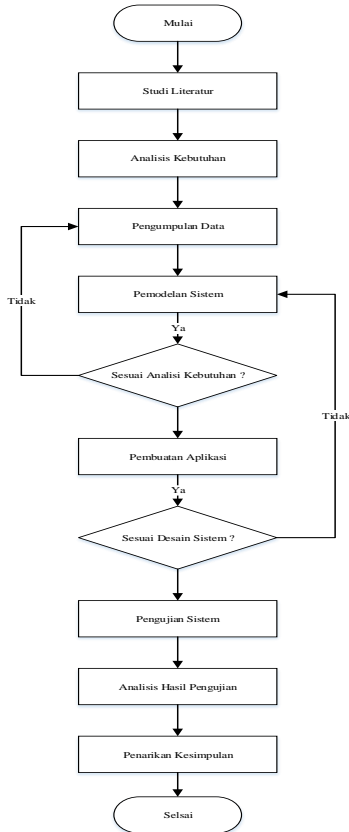 Mulai
Studi Literatur
Analisis Kebutuhan
Pengumpulan Data
Tidak
Pemodelan Sistem
Ya
Sesuai Analisi Kebutuhan ?
Tidak
Pembuatan Aplikasi
Ya
Sesuai Desain Sistem ?
Pengujian Sistem
Analisis Hasil Pengujian
Penarikan Kesimpulan
Selsai